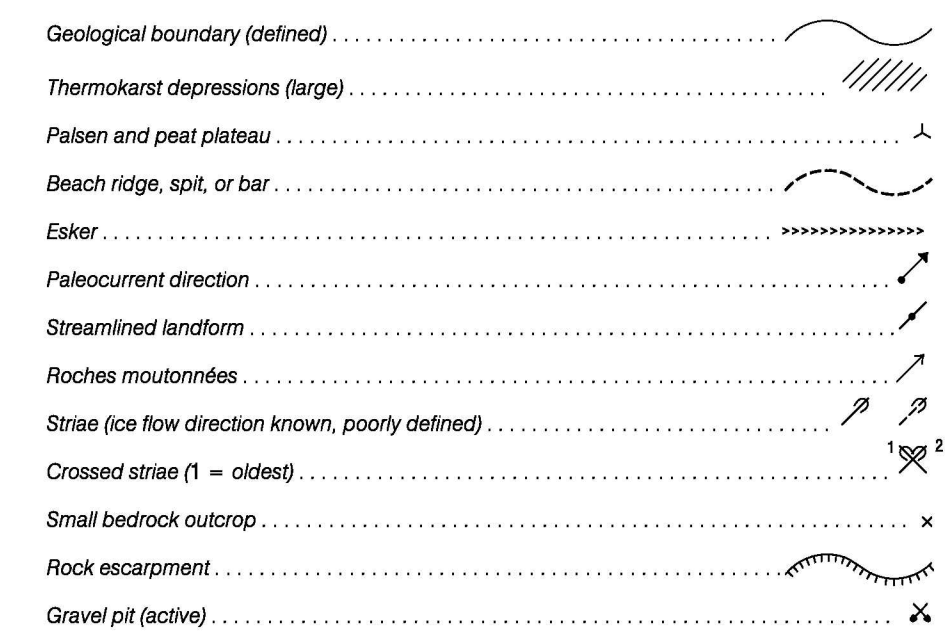 Geological boundary (defined)
Thermokarst depressions (large)
Palsen and peat plateau
Beach ridge, spit, or bar
Esker
Paleocurrent direction
Streamlined landform
Roches moutonnées
Striae (ice flow direction known, poorly defined)
Crossed striae (1 = oldest) 1 2
Small bedrock outcrop
Rock escarpment
Gravel pit (active)